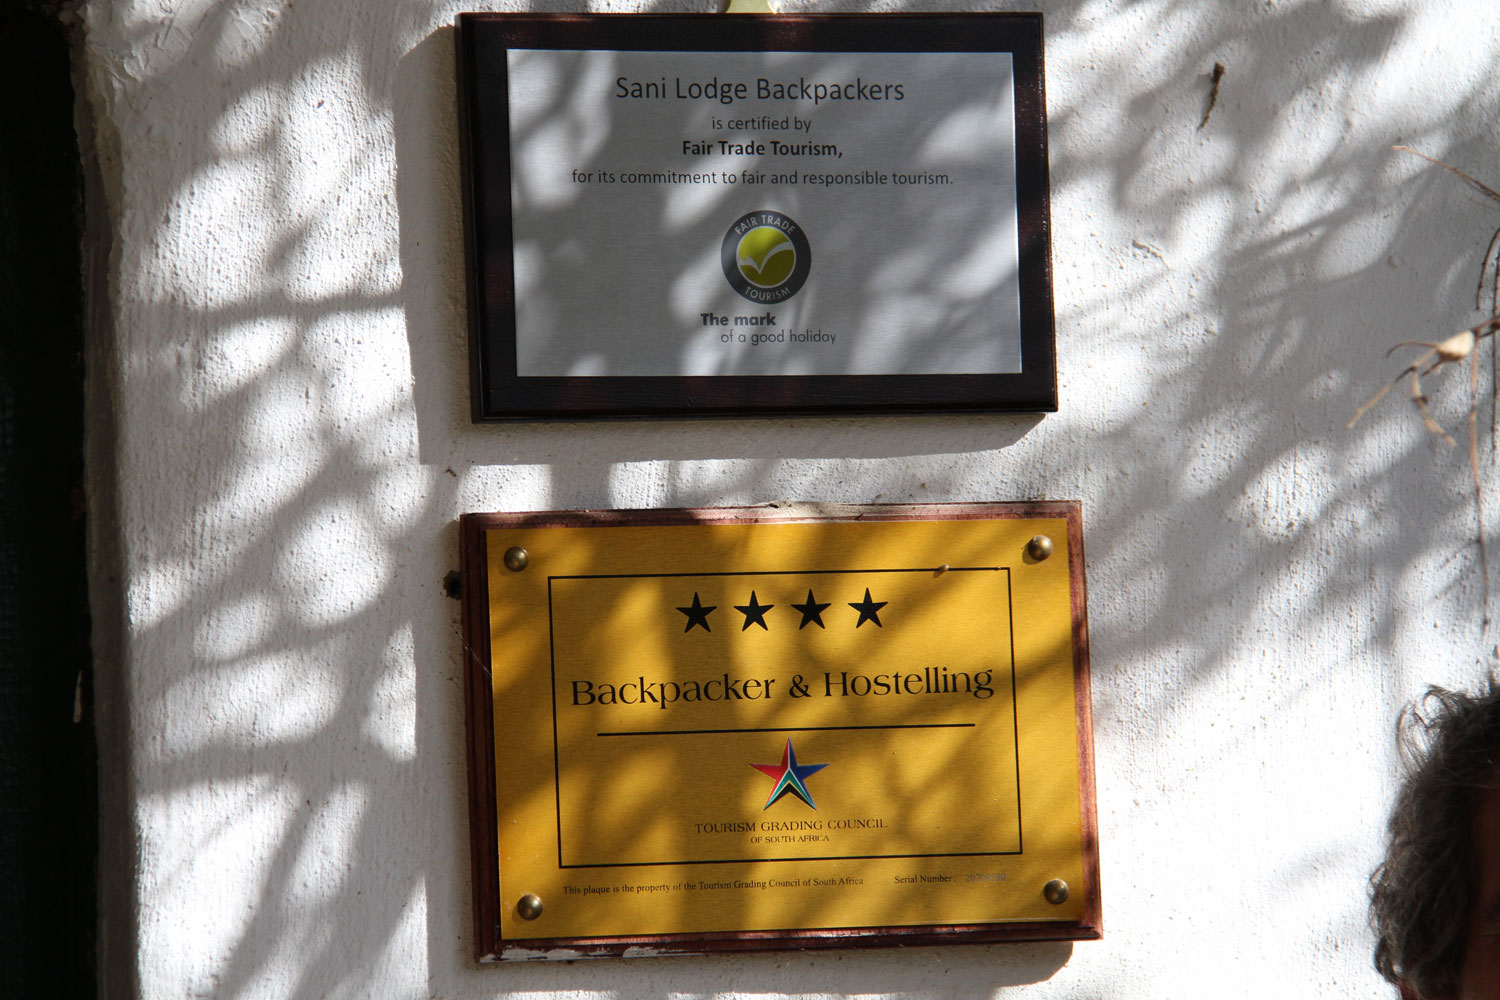 Sani Lodge Backpackers
is certified by
Fair Trade Tourism,
for its commitment to fair and responsible tourism.
FAIR TRADE
TOURISM
The mark
of a good holiday
Backpacker & Hostelling
TOURISM GRADING COUNCIL
OF SOUTH AFRICA
This plaque is the property of the Tourism Grading Council of South Africa Serial Number: